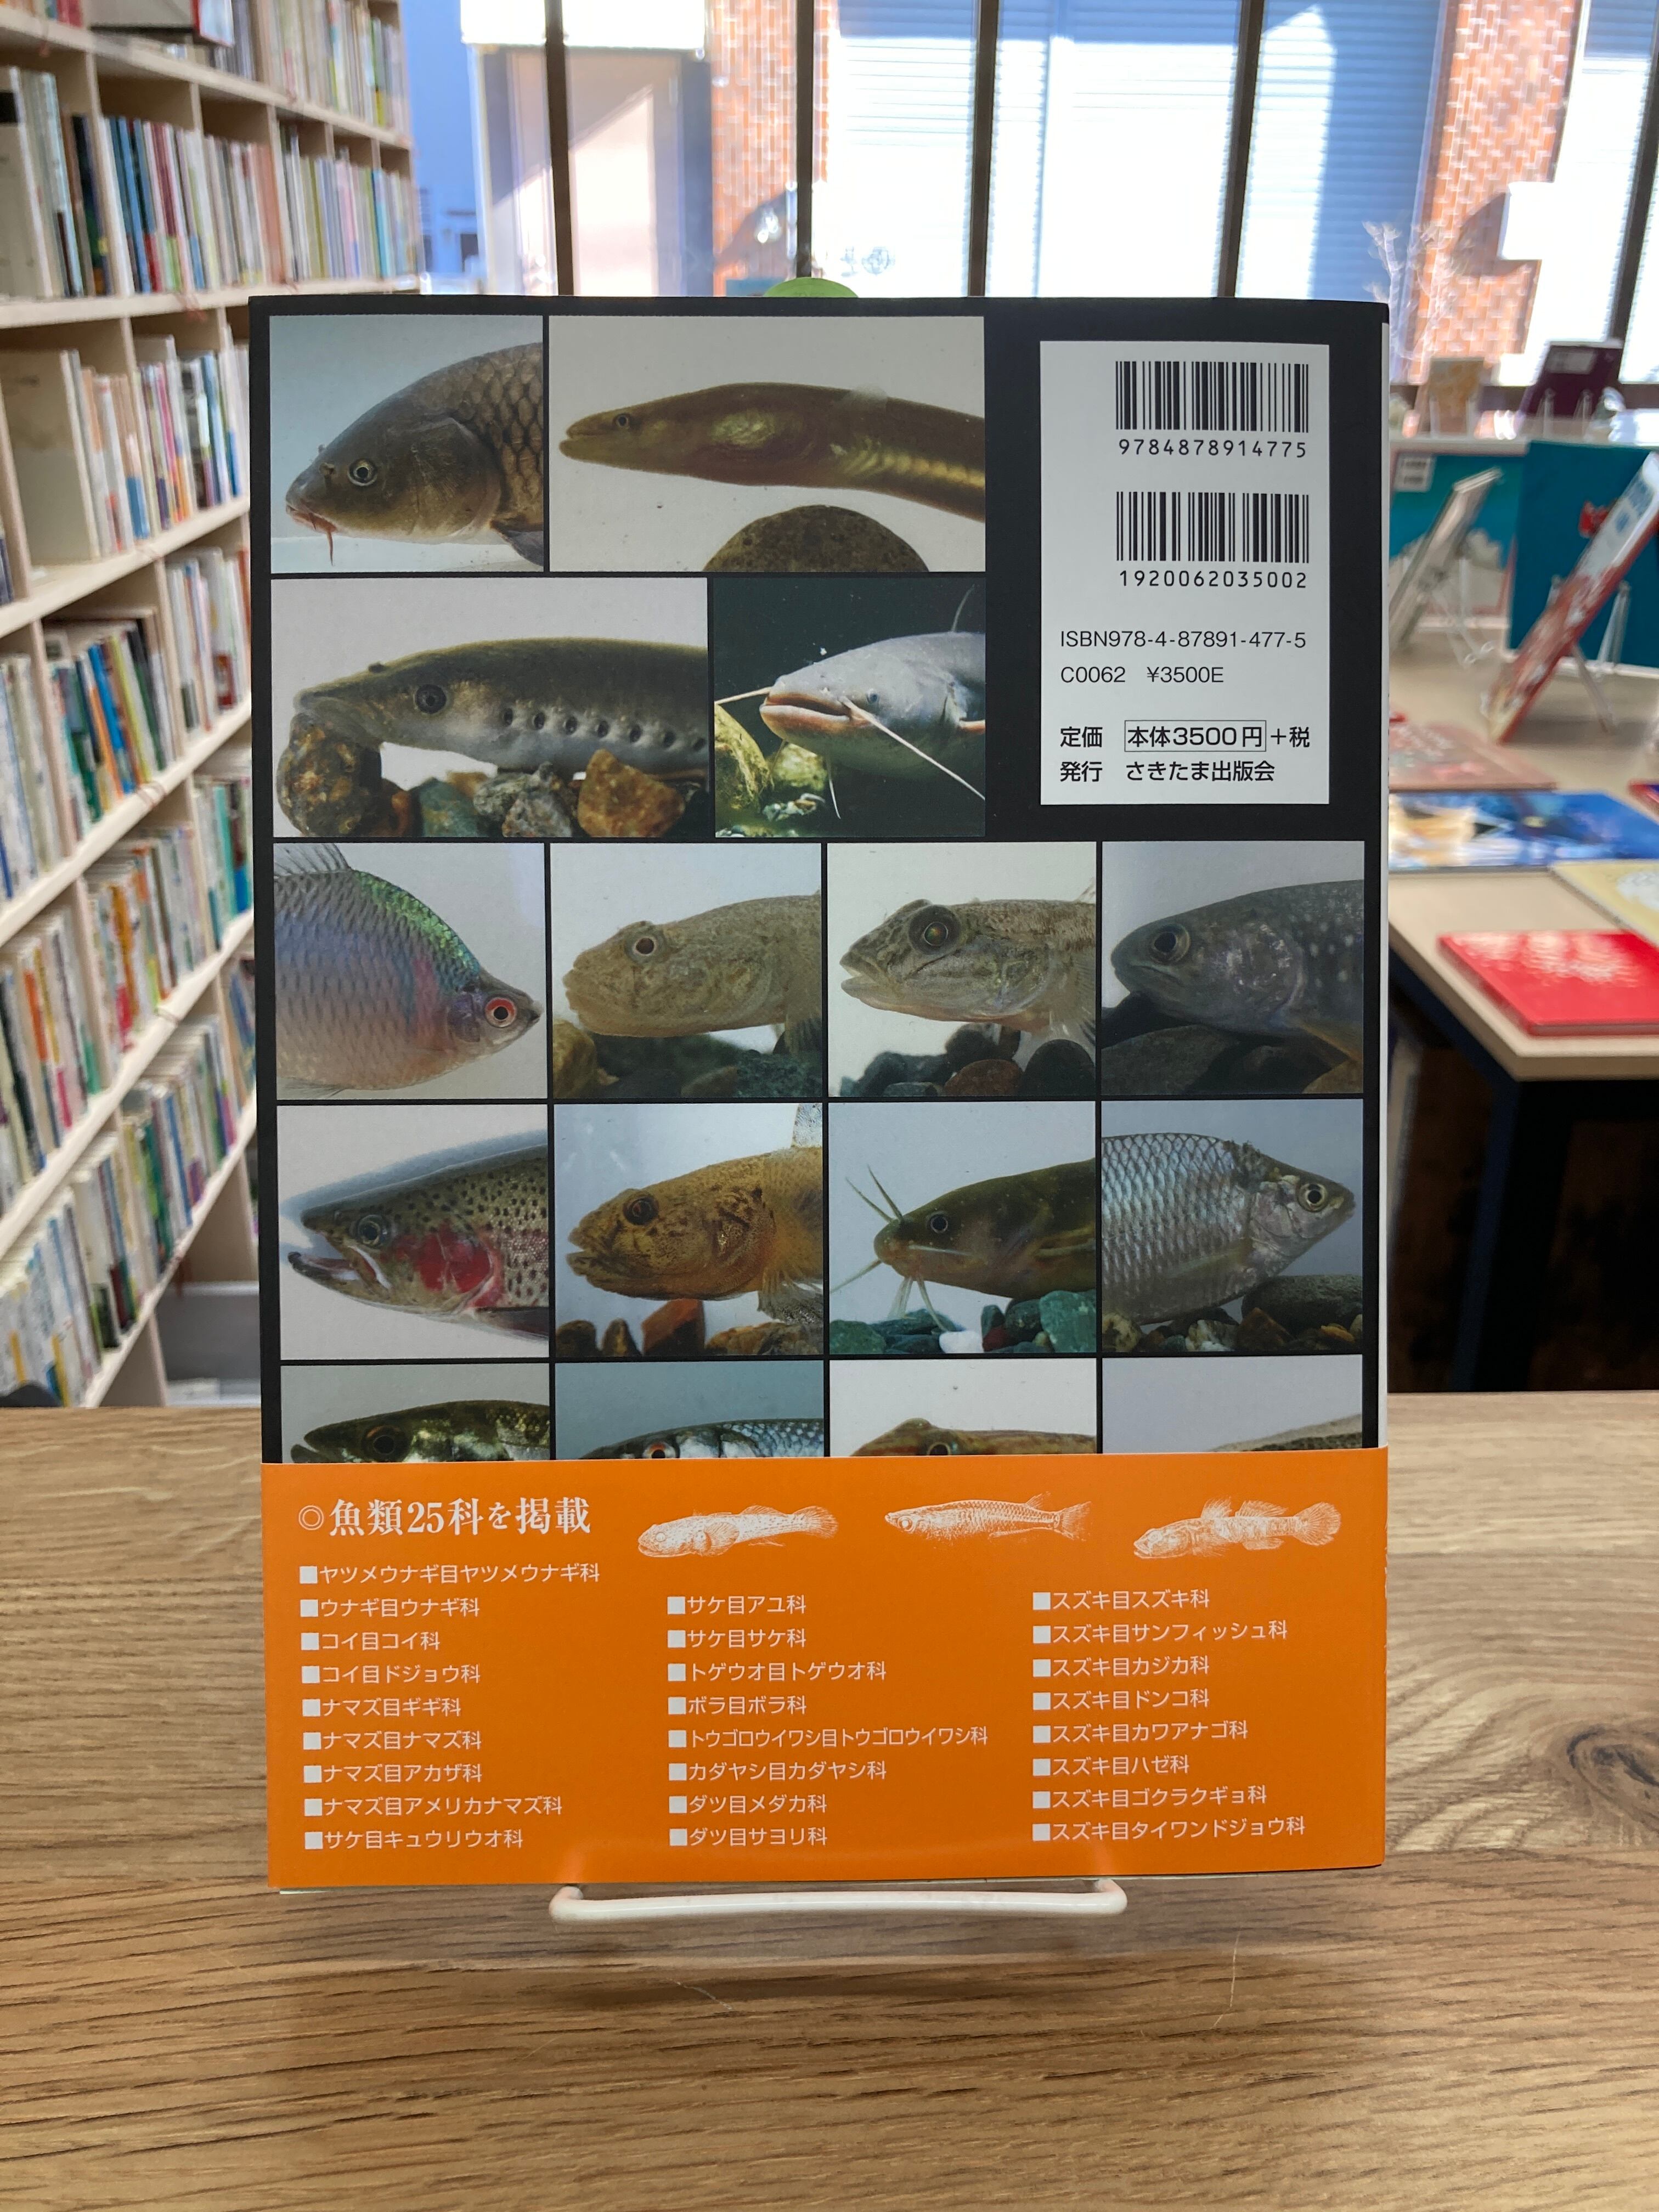 9784878914775
1920062035002
ISBN978-4-87891-477-5
C0062 ¥3500E
定価 本体3500円+税
発行 さきたま出版会
◎魚類25科を掲載
■ヤツメウナギ目ヤツメウナギ科
■ウナギ目ウナギ科
■コイ目コイ科
■コイ目ドジョウ科
■ナマズ目ギギ科
■ナマズ目ナマズ科
■ナマズ目アカザ科
■ナマズ目アメリカナマズ科
■サケ目キュウリウオ科
■サケ目アユ科
■サケ目サケ科
■トゲウオ目トゲウオ科
■ボラ目ボラ科
■トウゴロウイワシ目トウゴロウイワシ科
■カダヤシ目カダヤシ科
■ダツ目メダカ科
■ダツ目サヨリ科
■スズキ目スズキ科
■スズキ目サンフィッシュ科
■スズキ目カジカ科
■スズキ目ドンコ科
■スズキ目カワアナゴ科
■スズキ目ハゼ科
■スズキ目ゴクラクギョ科
■スズキ目タイワンドジョウ科